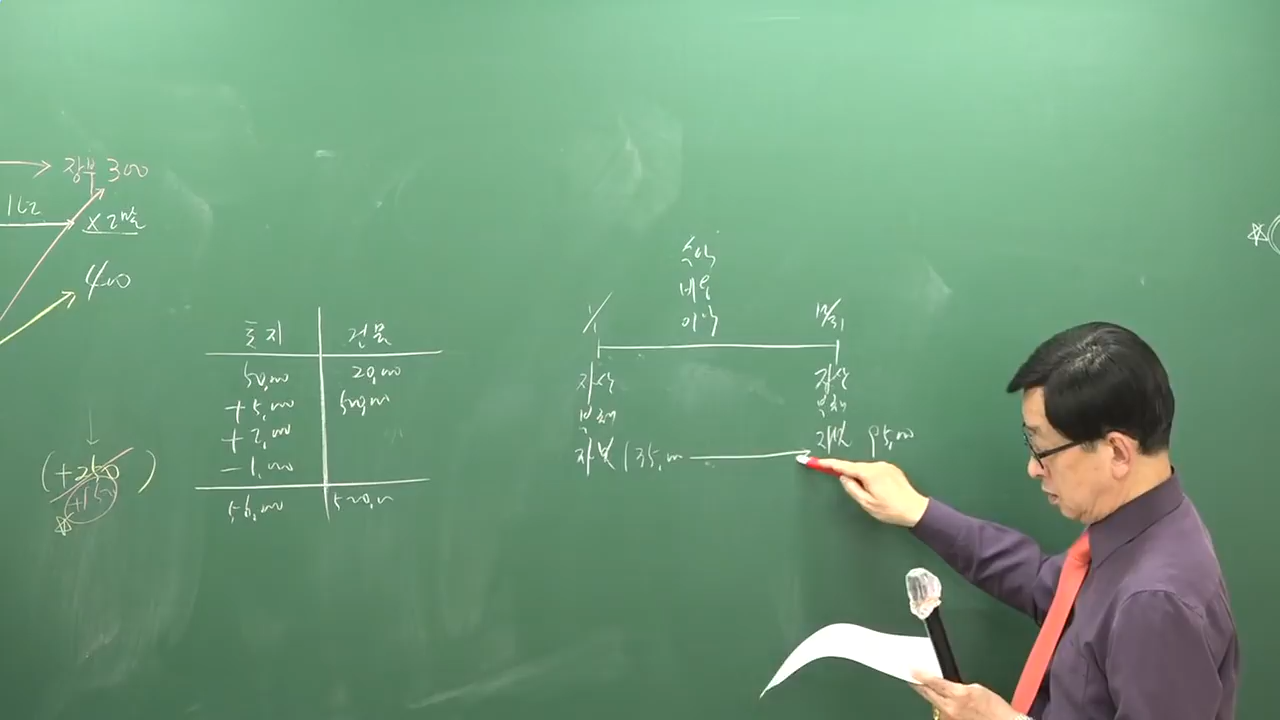 장부 300
162
x 2년
400
(+250)
+150
토지 건물
50,000 20,000
+5,000 500,000
+2,000
-1,000
56,000 520,000
수익
비용
이익
1/1 12/31
자산 자산
부채 부채
자본 135,000 자본 95,000